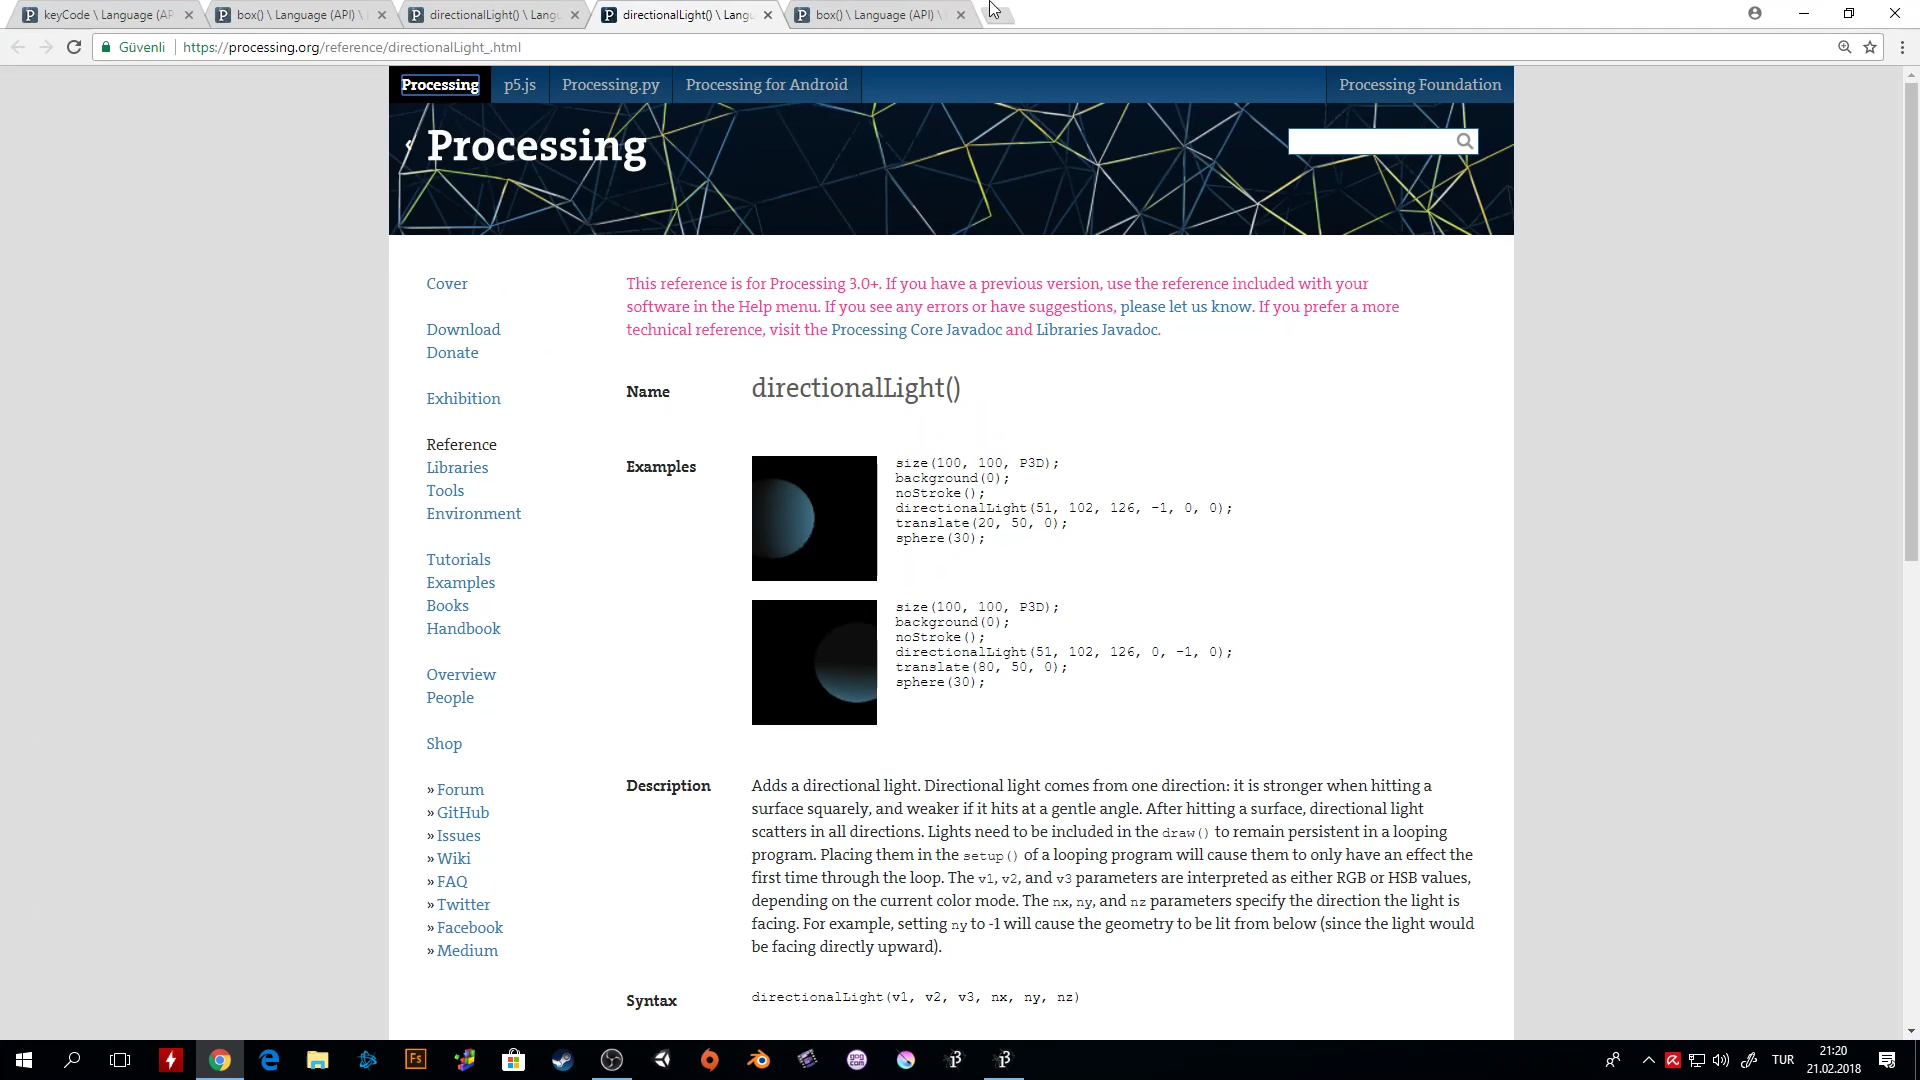 keyCode \ Language (AP
box() \ Language (API) \
directionalLight() \ Lang
directionalLight() \ Lang
box() \ Language (API) \
Güvenli
https://processing.org/reference/directionalLight_.html
Processing
p5.js
Processing.py
Processing for Android
Processing Foundation
Processing
Cover
Download
Donate
Exhibition
Reference
Libraries
Tools
Environment
Tutorials
Examples
Books
Handbook
Overview
People
Shop
» Forum
» GitHub
» Issues
» Wiki
» FAQ
» Twitter
» Facebook
» Medium
This reference is for Processing 3.0+. If you have a previous version, use the reference included with your
software in the Help menu. If you see any errors or have suggestions, please let us know. If you prefer a more
technical reference, visit the Processing Core Javadoc and Libraries Javadoc.
Name
directionalLight()
Examples
size(100, 100, P3D);
background(0);
noStroke();
directionalLight(51, 102, 126, -1, 0, 0);
translate(20, 50, 0);
sphere(30);
size(100, 100, P3D);
background(0);
noStroke();
directionalLight(51, 102, 126, 0, -1, 0);
translate(80, 50, 0);
sphere(30);
Description
Adds a directional light. Directional light comes from one direction: it is stronger when hitting a
surface squarely, and weaker if it hits at a gentle angle. After hitting a surface, directional light
scatters in all directions. Lights need to be included in the draw() to remain persistent in a looping
program. Placing them in the setup() of a looping program will cause them to only have an effect the
first time through the loop. The v1, v2, and v3 parameters are interpreted as either RGB or HSB values,
depending on the current color mode. The nx, ny, and nz parameters specify the direction the light is
facing. For example, setting ny to -1 will cause the geometry to be lit from below (since the light would
be facing directly upward).
Syntax
directionalLight(v1, v2, v3, nx, ny, nz)
Fs
TUR
21:20
21.02.2018